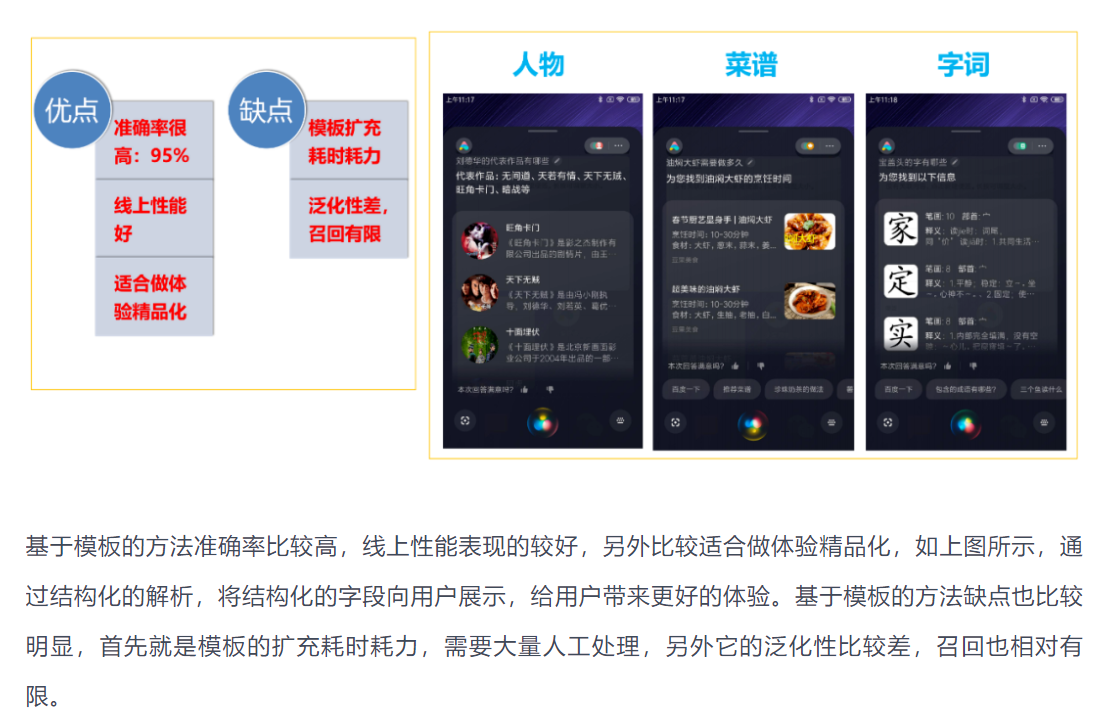 优点
准确率很
高：95%
线上性能
好
适合做体
验精品化
缺点
模板扩充
耗时耗力
泛化性差，
召回有限
人物
上午11:17
刘德华的代表作品有哪些
代表作品：无间道、天若有情、天下无贼、
旺角卡门、暗战等
旺角卡门
《旺角卡门》是影之杰制作有
限公司出品的剧情片，由王…
天下无贼
《天下无贼》是由冯小刚执
导，刘德华、刘若英、葛优…
十面埋伏
《十面埋伏》是北京新画面影
业公司于2004年出品的一部…
本次回答满意吗？
菜谱
上午11:17
油焖大虾需要做多久
为您找到油焖大虾的烹饪时间
春节厨艺显身手 | 油焖大虾
烹饪时间：10-30分钟
食材：大虾，葱末，蒜末，姜…
豆果美食
超美味的油焖大虾
烹饪时间：10-30分钟
食材：大虾，生抽，老抽，白…
豆果美食
本次回答满意吗？
百度一下
推荐菜谱
字词
上午11:18
宝盖头的字有哪些
为您找到以下信息
家
笔画：10 部首：宀
释义：读jie时：词尾，
同“价”读jiā时：1.共同生活…
定
笔画：8 部首：宀
释义：1.平静；稳定：立～。坐
～。心神不～。、2.固定，使…
实
笔画：8 部首：宀
释义：1.内部完全填满，没有空
隙：～心儿。把窟窿填～了。…
本次回答满意吗？
百度一下
包含的成语有哪些？
三个鱼读什么
基于模板的方法准确率比较高，线上性能表现的较好，另外比较适合做体验精品化，如上图所示，通
过结构化的解析，将结构化的字段向用户展示，给用户带来更好的体验。基于模板的方法缺点也比较
明显，首先就是模板的扩充耗时耗力，需要大量人工处理，另外它的泛化性比较差，召回也相对有
限。